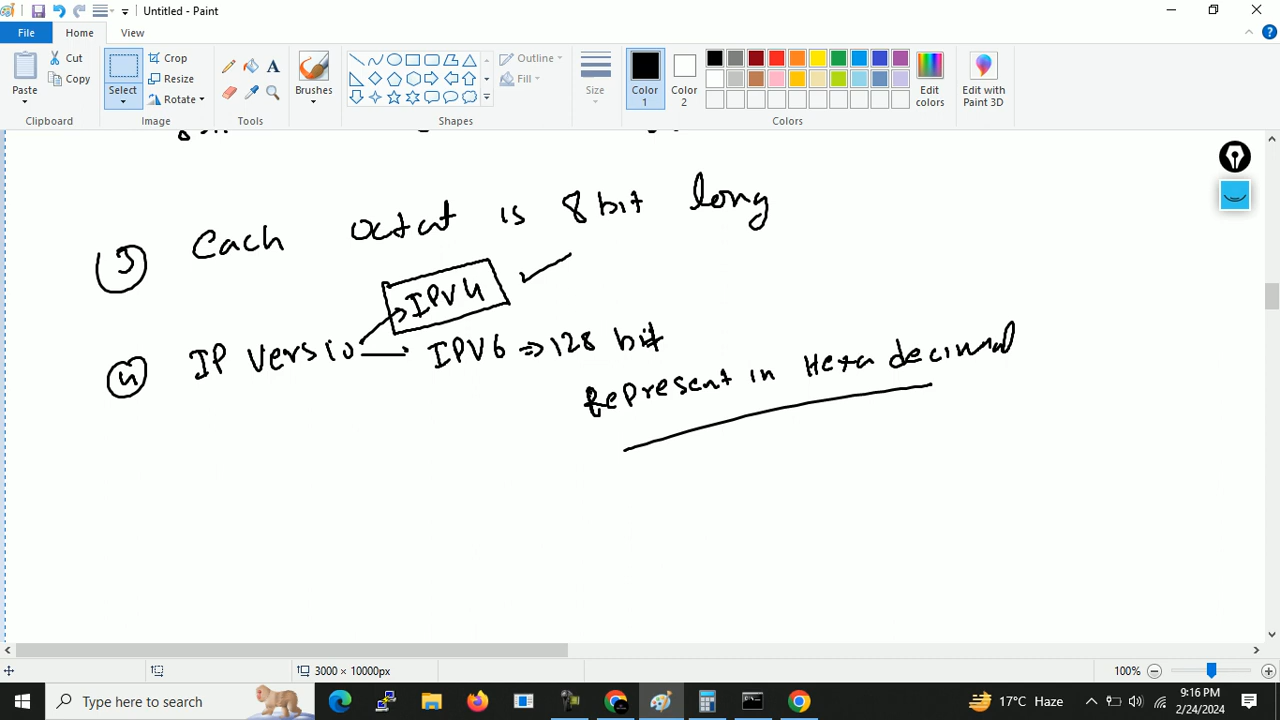 Untitled - Paint
File Home View
Paste
Cut
Copy
Clipboard
Select
Crop
Resize
Rotate
Image
Tools
Brushes
Shapes
Outline
Fill
Size
Color 1
Color 2
Edit colors
Colors
Edit with Paint 3D
③ Each octat is 8 bit long
IPV4
④ IP Versio IPV6 ⇒ 128 bit
Represent in Hexa decimal
3000 × 10000px
100%
Type here to search
17°C Haze
9:16 PM
2/24/2024